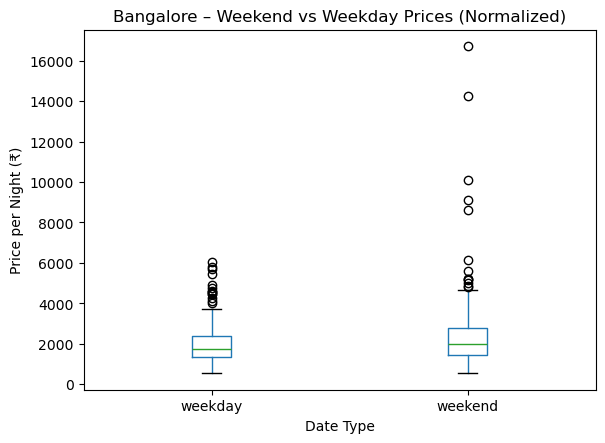 Bangalore – Weekend vs Weekday Prices (Normalized)
16000
14000
12000
10000
8000
6000
4000
2000
0
Price per Night (₹)
weekday weekend
Date Type